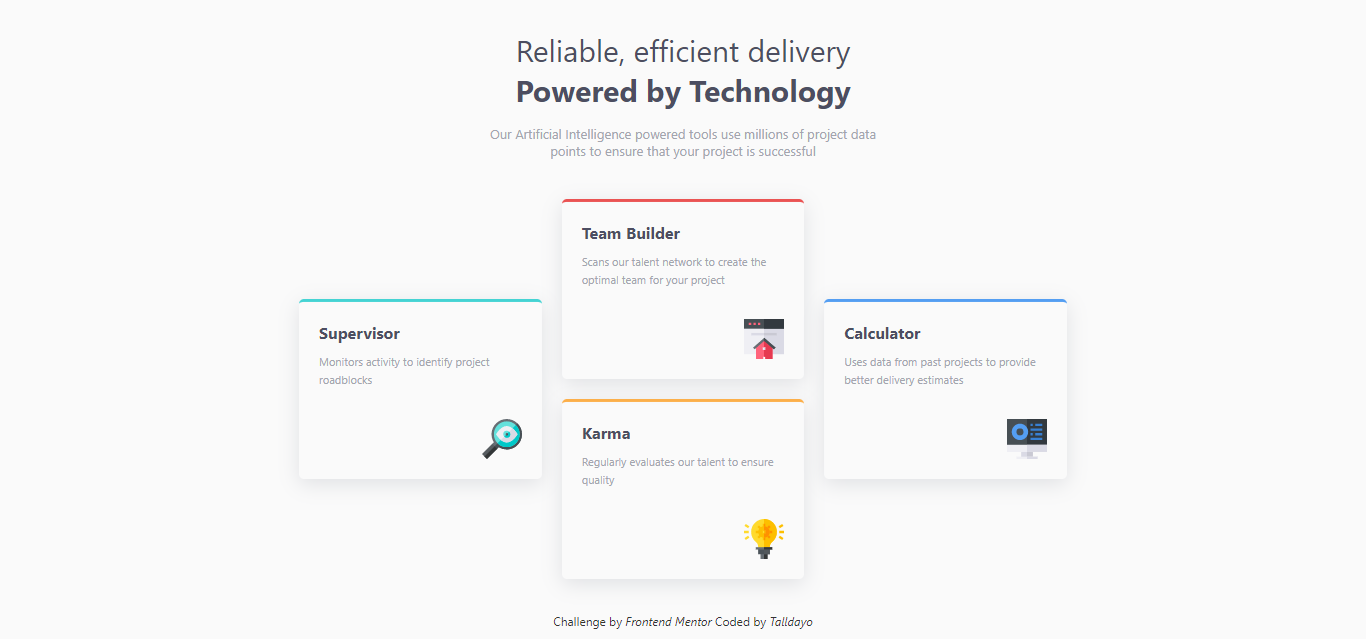 Reliable, efficient delivery
Powered by Technology
Our Artificial Intelligence powered tools use millions of project data
points to ensure that your project is successful
Team Builder
Scans our talent network to create the
optimal team for your project
Supervisor
Monitors activity to identify project
roadblocks
Calculator
Uses data from past projects to provide
better delivery estimates
Karma
Regularly evaluates our talent to ensure
quality
Challenge by Frontend Mentor Coded by Talldayo